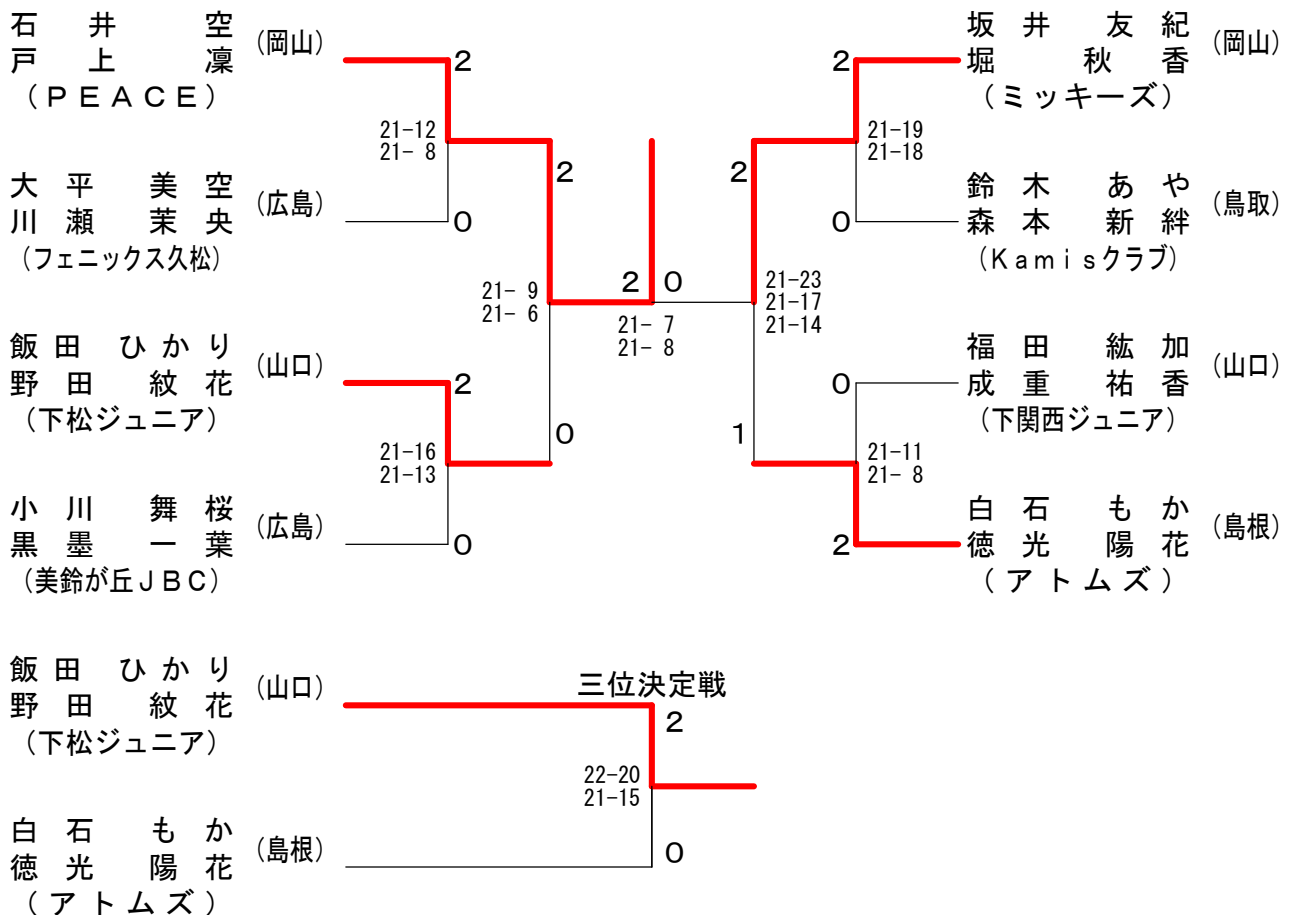 石井 空
戸上 凜
(PEACE)
(岡山)
2
21-12
21- 8
大平 美空
川瀬 茉央
(フェニックス久松)
(広島)
0
2
21- 9
21- 6
飯田 ひかり
野田 紋花
(下松ジュニア)
(山口)
2
21-16
21-13
0
小川 舞桜
黒墨 一葉
(美鈴が丘JBC)
(広島)
0
2 0
21- 7
21- 8
坂井 友紀
堀 秋香
(ミッキーズ)
(岡山)
2
21-19
21-18
鈴木 あや
森本 新絆
(Kamisクラブ)
(鳥取)
0
2
21-23
21-17
21-14
福田 紘加
成重 祐香
(下関西ジュニア)
(山口)
0
21-11
21- 8
1
白石 もか
徳光 陽花
(アトムズ)
(島根)
2
三位決定戦
飯田 ひかり
野田 紋花
(下松ジュニア)
(山口)
2
22-20
21-15
白石 もか
徳光 陽花
(アトムズ)
(島根)
0